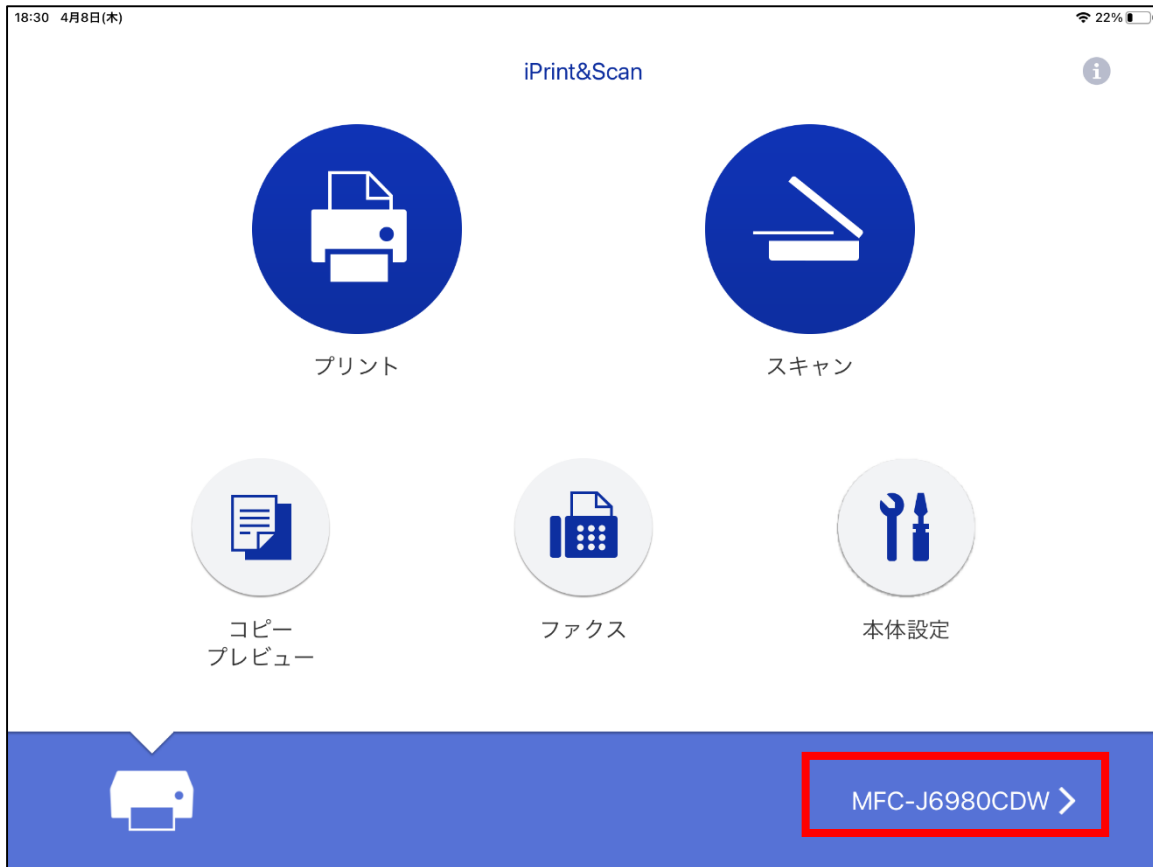 18:30 4月8日(木)
22%
iPrint&Scan
プリント
スキャン
コピー
プレビュー
ファクス
本体設定
MFC-J6980CDW